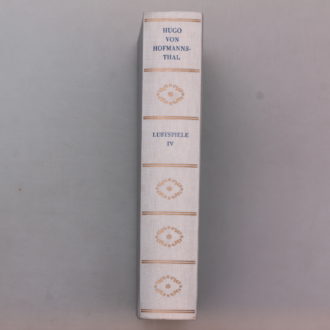 HUGO
VON
HOFMANNS-
THAL
LUSTSPIELE
IV